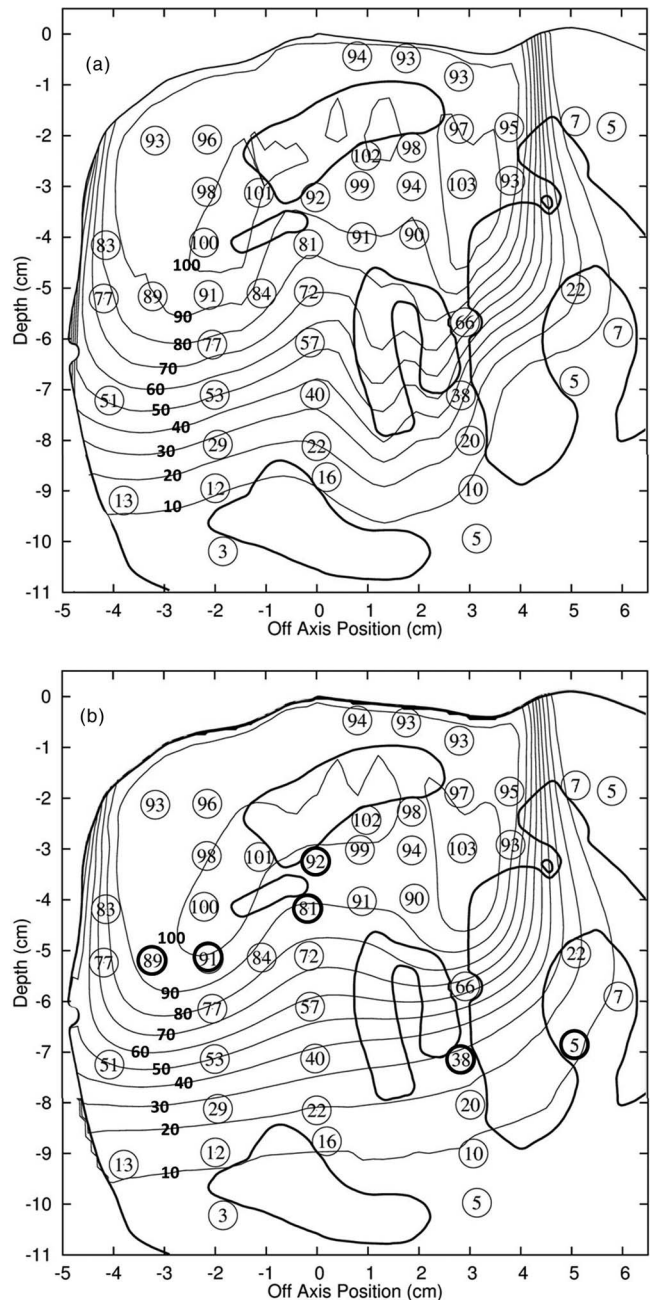 0
(a)
94 93
93
-1
93 96 97 98 95 7 5
-2
102
98 101 92 99 94 103 93
-3
83 100 81 91 90
-4
100
77 89 91 84 72 22
-5
90
77 57 66 7
-6
80
70
60
51 53 40 38 5
-7
50
40
29 22 20
-8
30
20
13 12 16 10
-9
10
3 5
-10
-11
Depth (cm)
-5 -4 -3 -2 -1 0 1 2 3 4 5 6
Off Axis Position (cm)
0
(b)
94 93
93
-1
93 96 97 98 95 7 5
-2
102
98 101 92 99 94 103 93
-3
83 100 81 91 90
-4
100
77 89 91 84 72 22
-5
90
77 57 66 7
-6
80
70
60
51 53 40 38 5
-7
50
40
29 22 20
-8
30
20
13 12 16 10
-9
10
3 5
-10
-11
Depth (cm)
-5 -4 -3 -2 -1 0 1 2 3 4 5 6
Off Axis Position (cm)